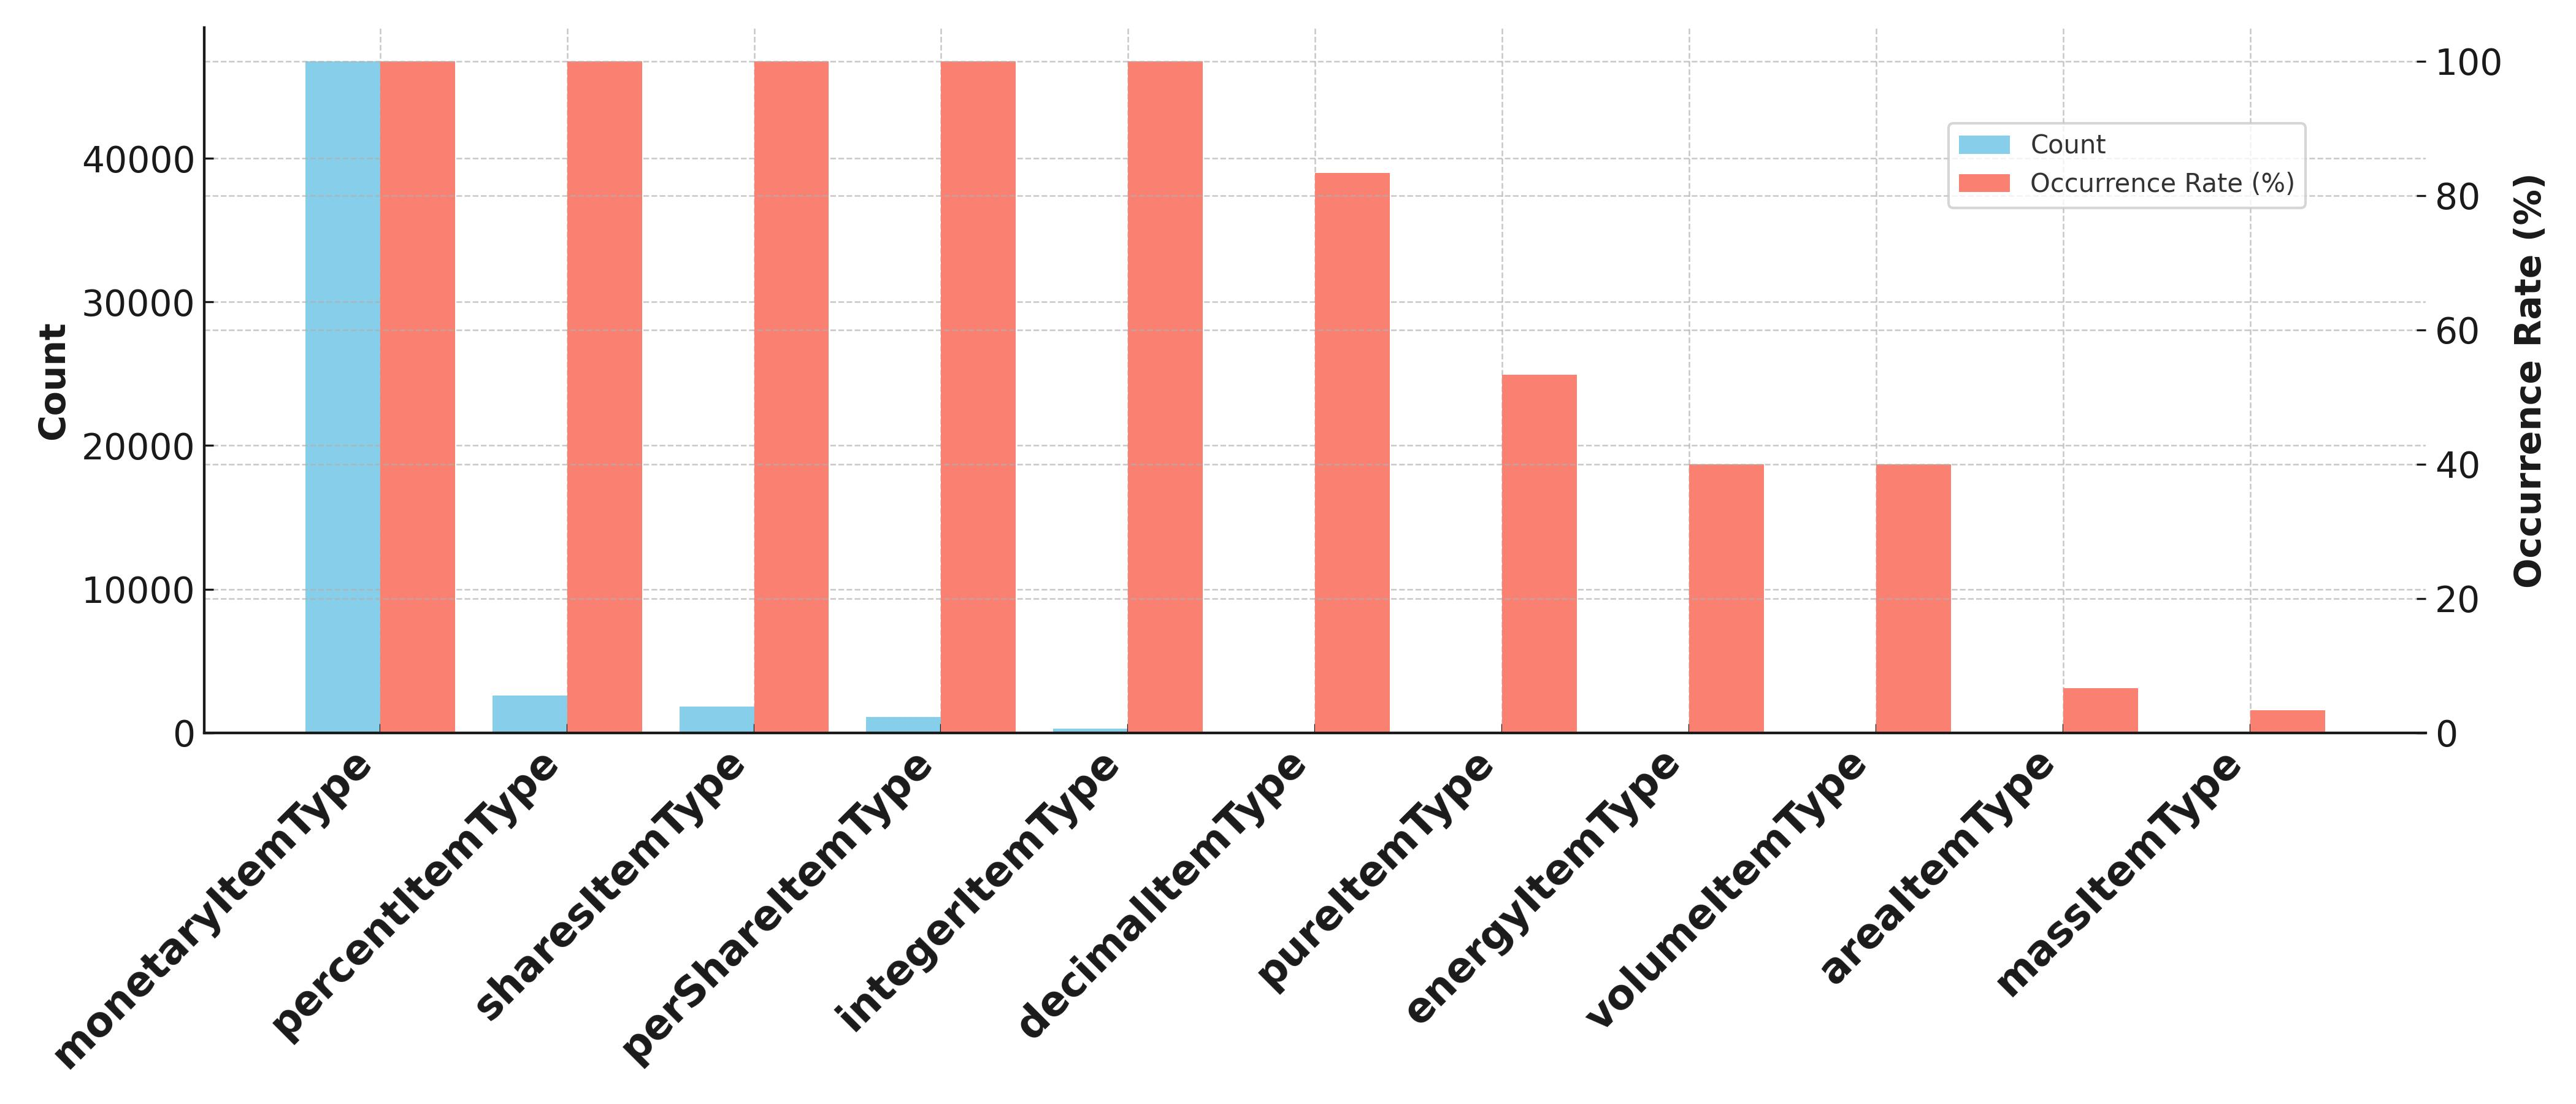 Count
40000
30000
20000
10000
0
100
80
60
40
20
0
Occurrence Rate (%)
Count
Occurrence Rate (%)
monetaryItemType
percentItemType
sharesItemType
perShareItemType
integerItemType
decimalItemType
pureItemType
energyItemType
volumeItemType
areaItemType
massItemType